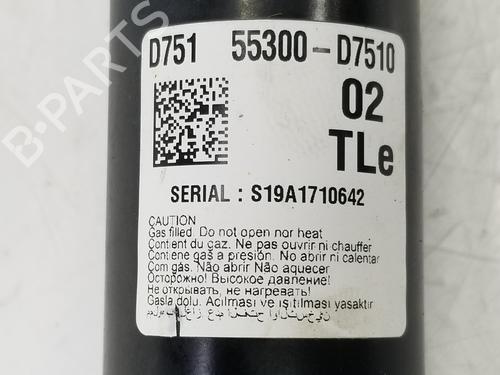 B-PARTS
D751 55300-D7510
02
TLe
SERIAL : S19A1710642
CAUTION
Gas filled. Do not open nor heat
Contient du gaz. Ne pas ouvrir ni chauffer
Contiene gas a presión. No abrir ni calentar
Com gás. Não abrir Não aquecer
Осторожно! Высокое давление!
Не открывать, не нагревать!
Gasla dolu. Açılması ve ısıtılması yasaktır